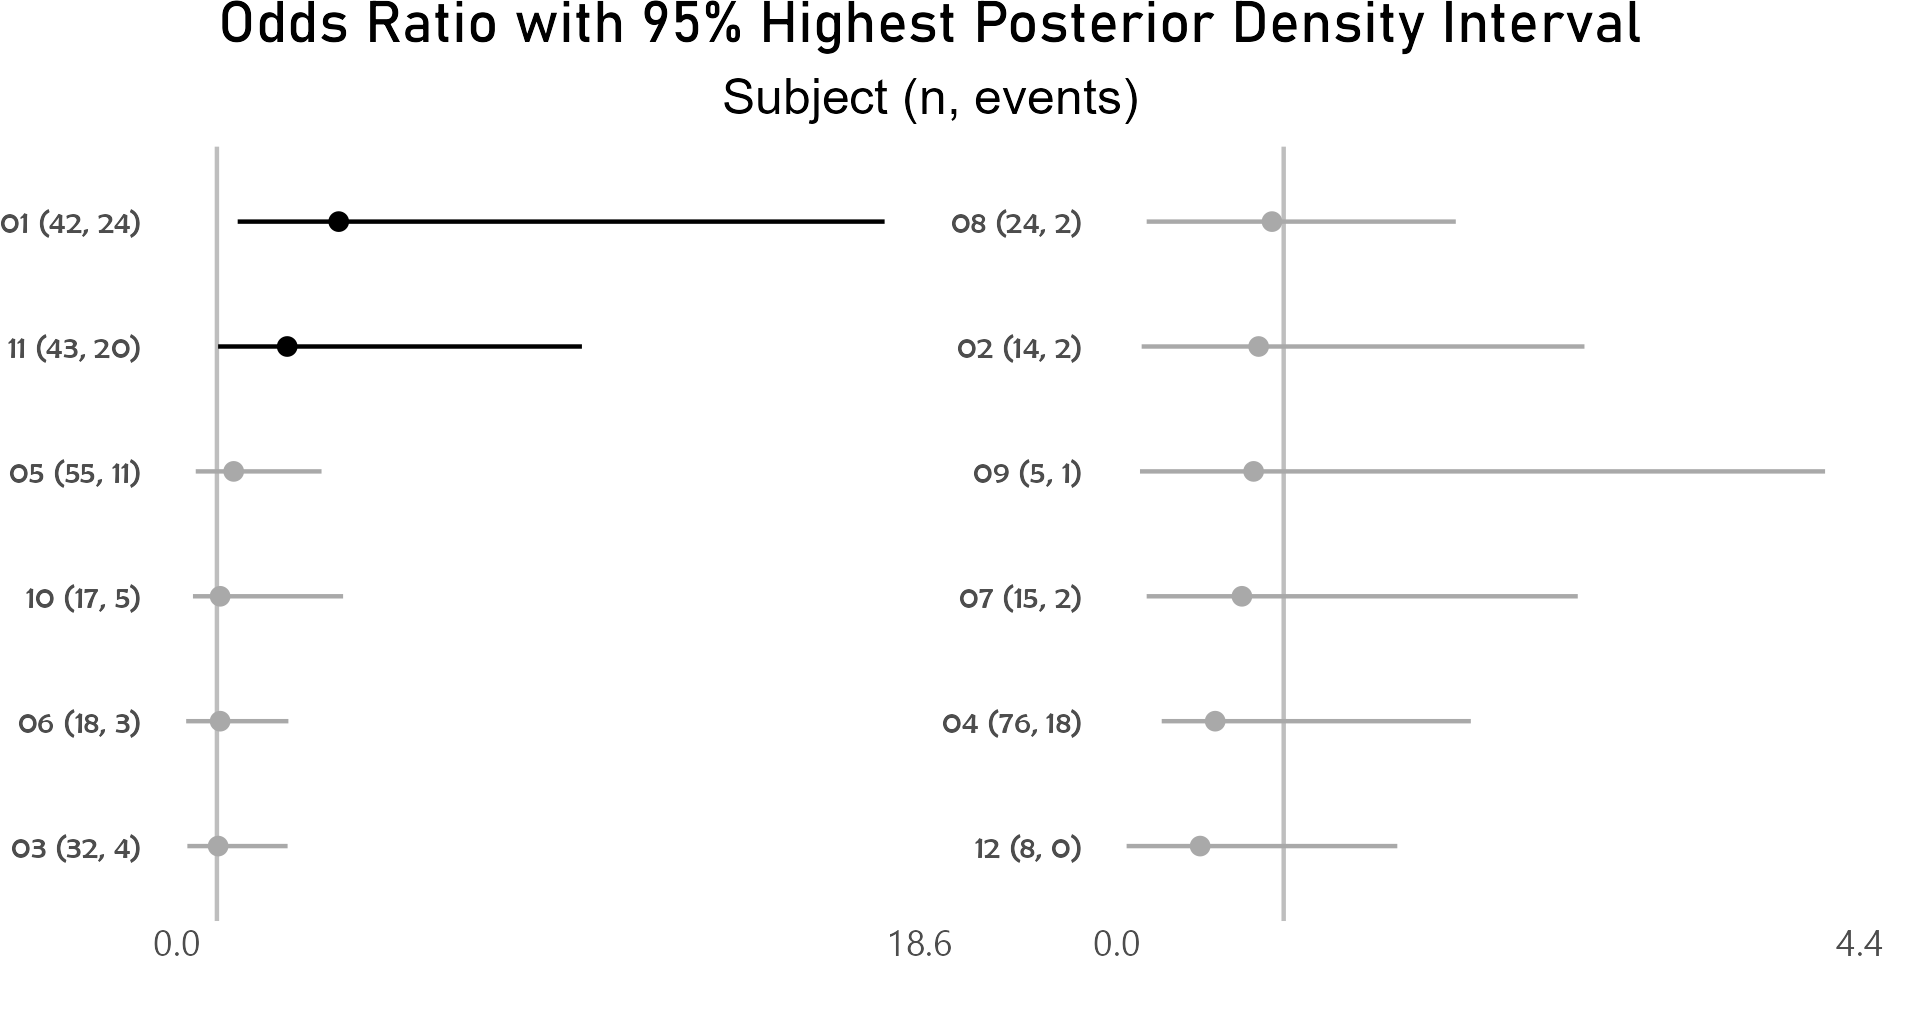 Odds Ratio with 95% Highest Posterior Density Interval
Subject (n, events)
01 (42, 24)
11 (43, 20)
05 (55, 11)
10 (17, 5)
06 (18, 3)
03 (32, 4)
0.0 18.6
08 (24, 2)
02 (14, 2)
09 (5, 1)
07 (15, 2)
04 (76, 18)
12 (8, 0)
0.0 4.4